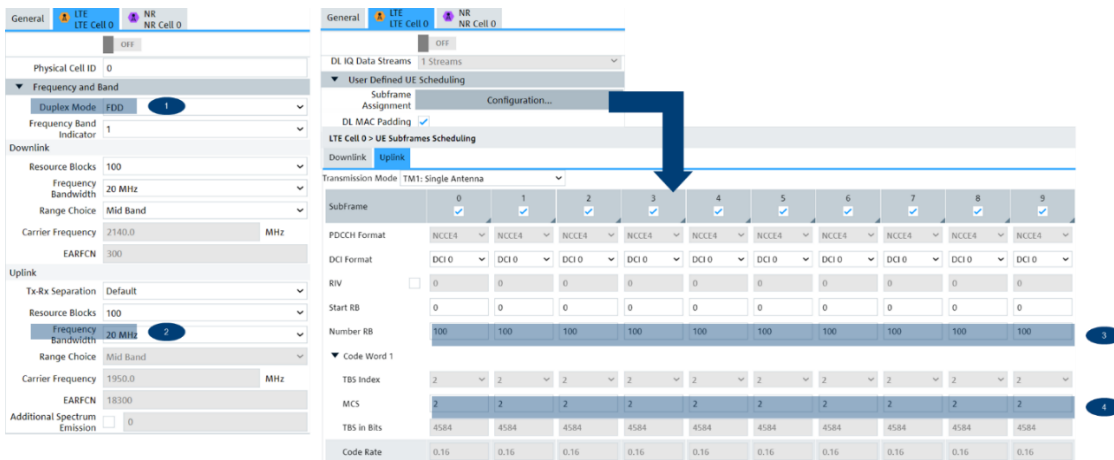 General LTE LTE Cell 0 NR NR Cell 0
OFF
Physical Cell ID 0
Frequency and Band
Duplex Mode FDD 1
Frequency Band Indicator 1
Downlink
Resource Blocks 100
Frequency Bandwidth 20 MHz
Range Choice Mid Band
Carrier Frequency 2140.0 MHz
EARFCN 300
Uplink
Tx-Rx Separation Default
Resource Blocks 100
Frequency Bandwidth 20 MHz 2
Range Choice Mid Band
Carrier Frequency 1950.0 MHz
EARFCN 18300
Additional Spectrum Emission 0
General LTE LTE Cell 0 NR NR Cell 0
OFF
DL IQ Data Streams 1 Streams
User Defined UE Scheduling
Subframe Assignment Configuration...
DL MAC Padding
LTE Cell 0 > UE Subframes Scheduling
Downlink Uplink
Transmission Mode TM1: Single Antenna
SubFrame 0 1 2 3 4 5 6 7 8 9
PDCCH Format NCCE4 NCCE4 NCCE4 NCCE4 NCCE4 NCCE4 NCCE4 NCCE4 NCCE4 NCCE4
DCI Format DCI 0 DCI 0 DCI 0 DCI 0 DCI 0 DCI 0 DCI 0 DCI 0 DCI 0 DCI 0
RIV 0 0 0 0 0 0 0 0 0 0
Start RB 0 0 0 0 0 0 0 0 0 0
Number RB 100 100 100 100 100 100 100 100 100 100 3
Code Word 1
TBS Index 2 2 2 2 2 2 2 2 2 2
MCS 2 2 2 2 2 2 2 2 2 2 4
TBS in Bits 4584 4584 4584 4584 4584 4584 4584 4584 4584 4584
Code Rate 0.16 0.16 0.16 0.16 0.16 0.16 0.16 0.16 0.16 0.16